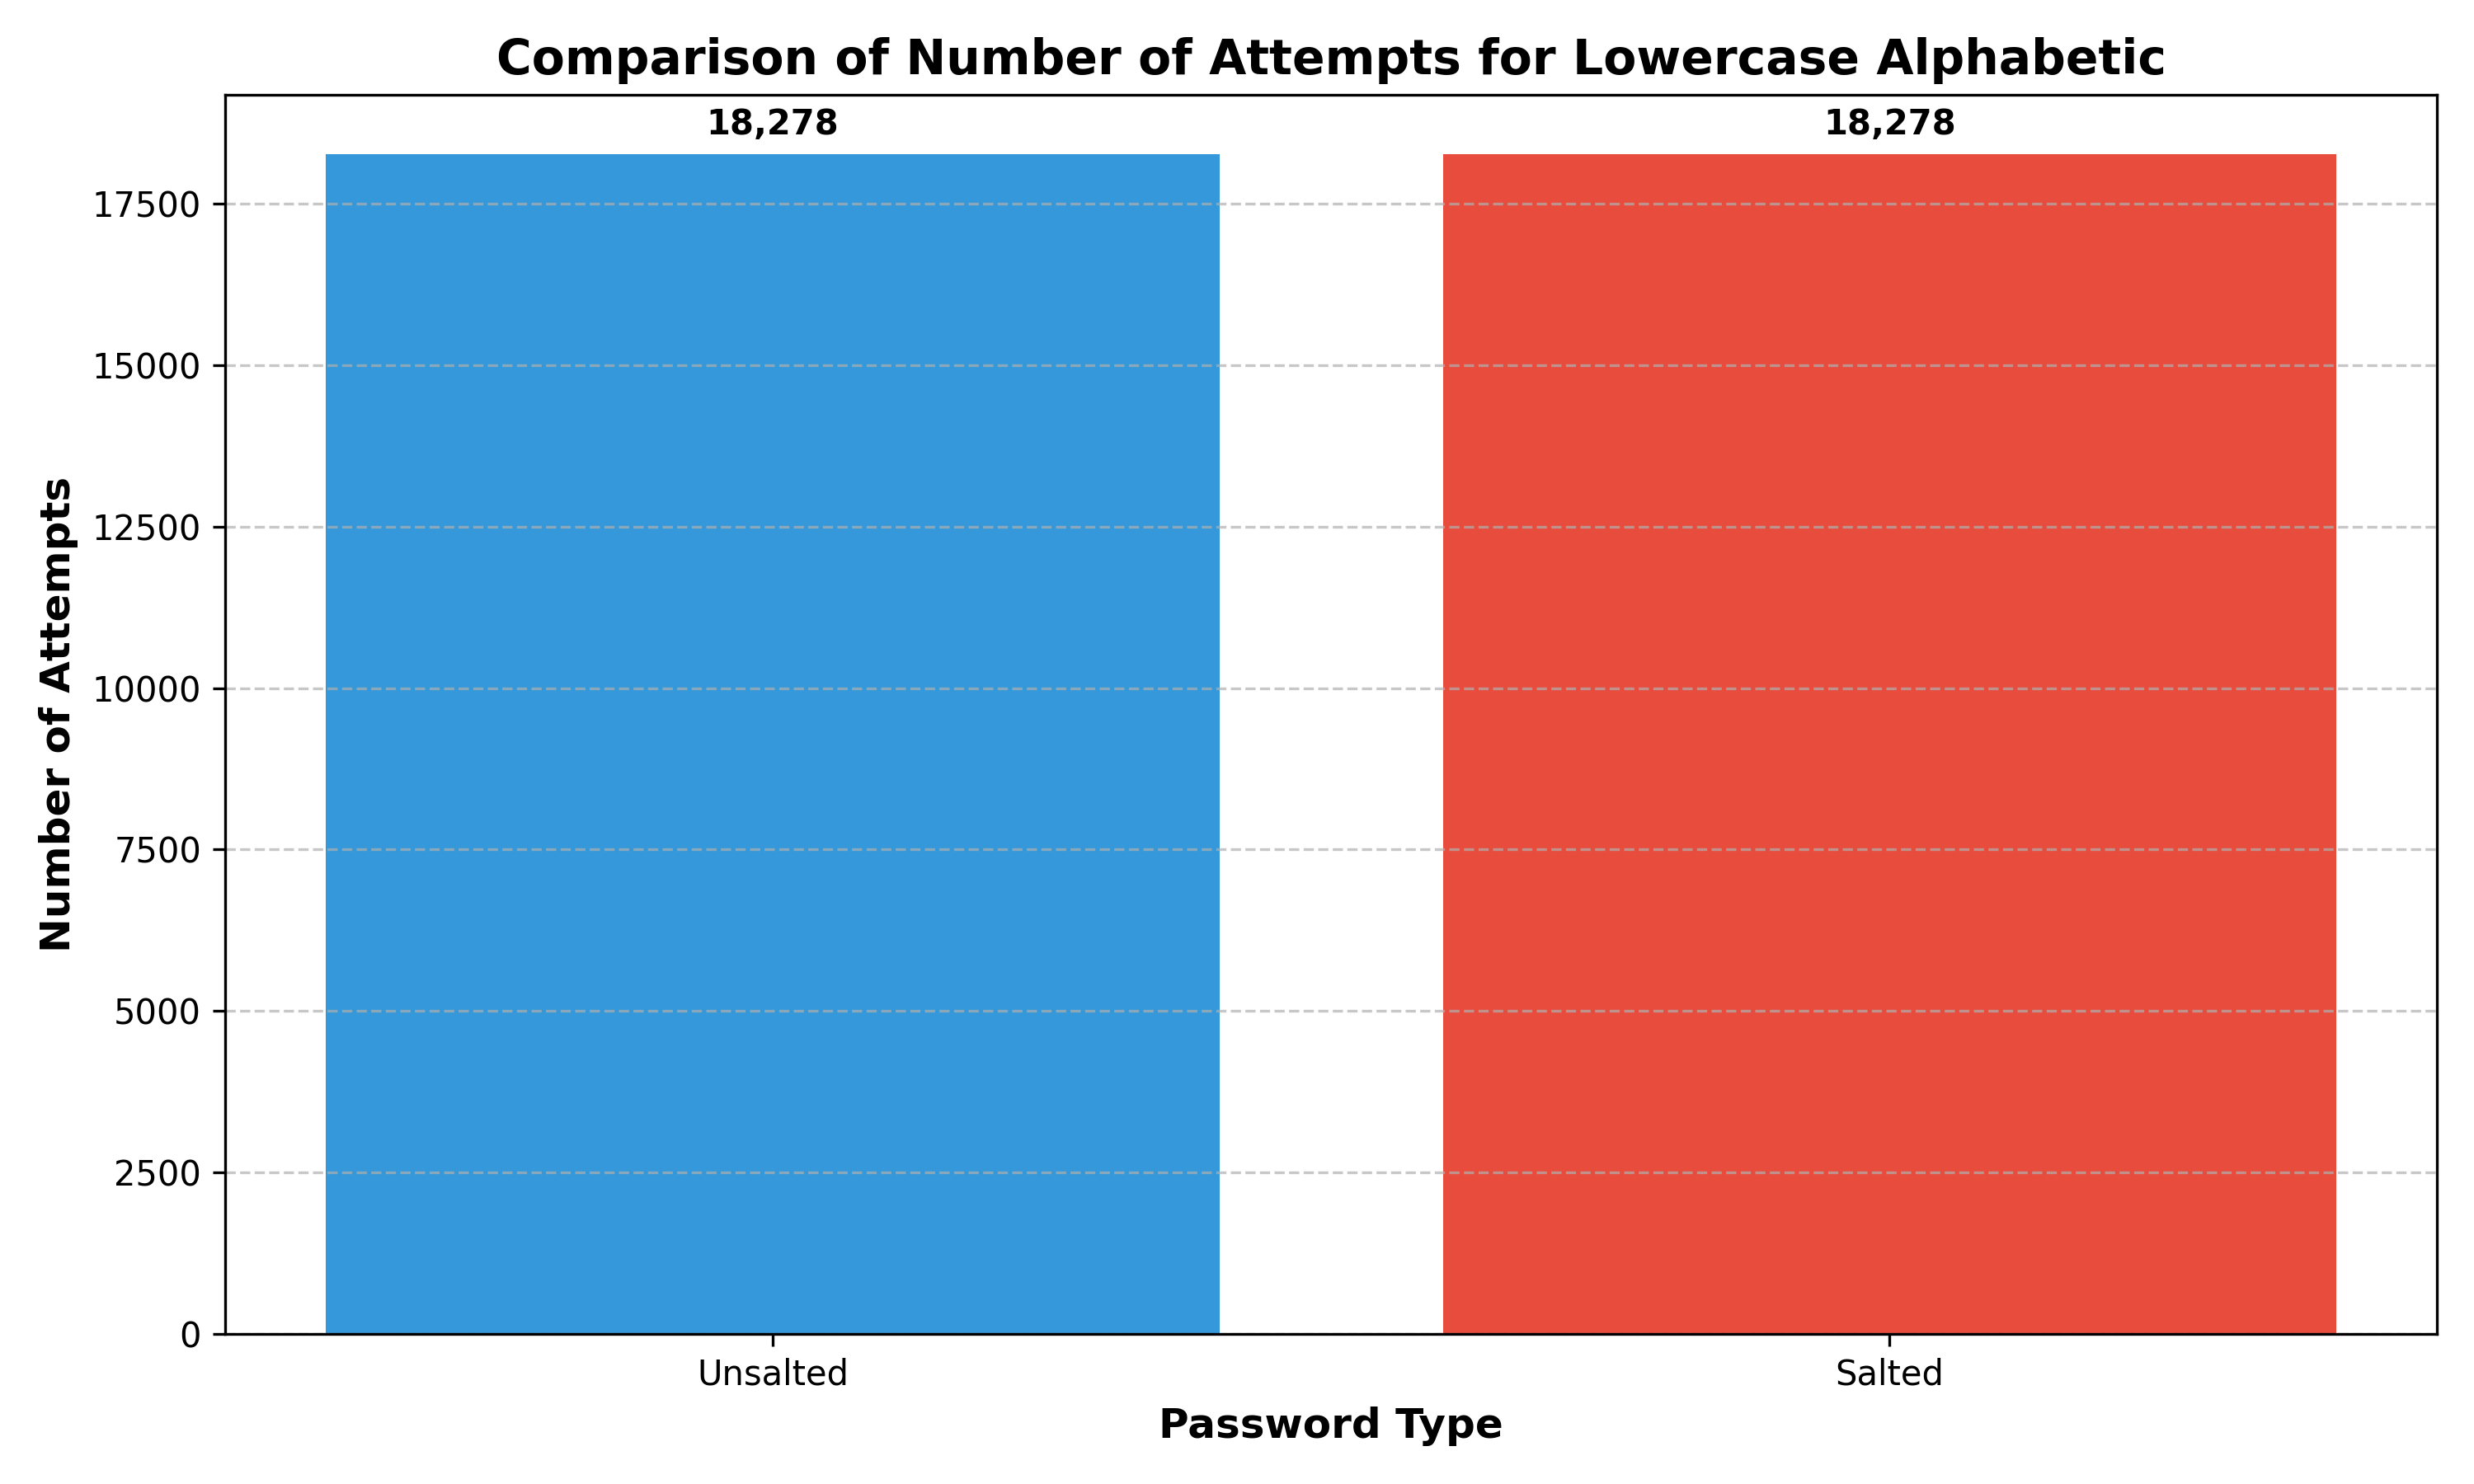 Comparison of Number of Attempts for Lowercase Alphabetic
18,278
18,278
Number of Attempts
17500
15000
12500
10000
7500
5000
2500
0
Unsalted
Salted
Password Type